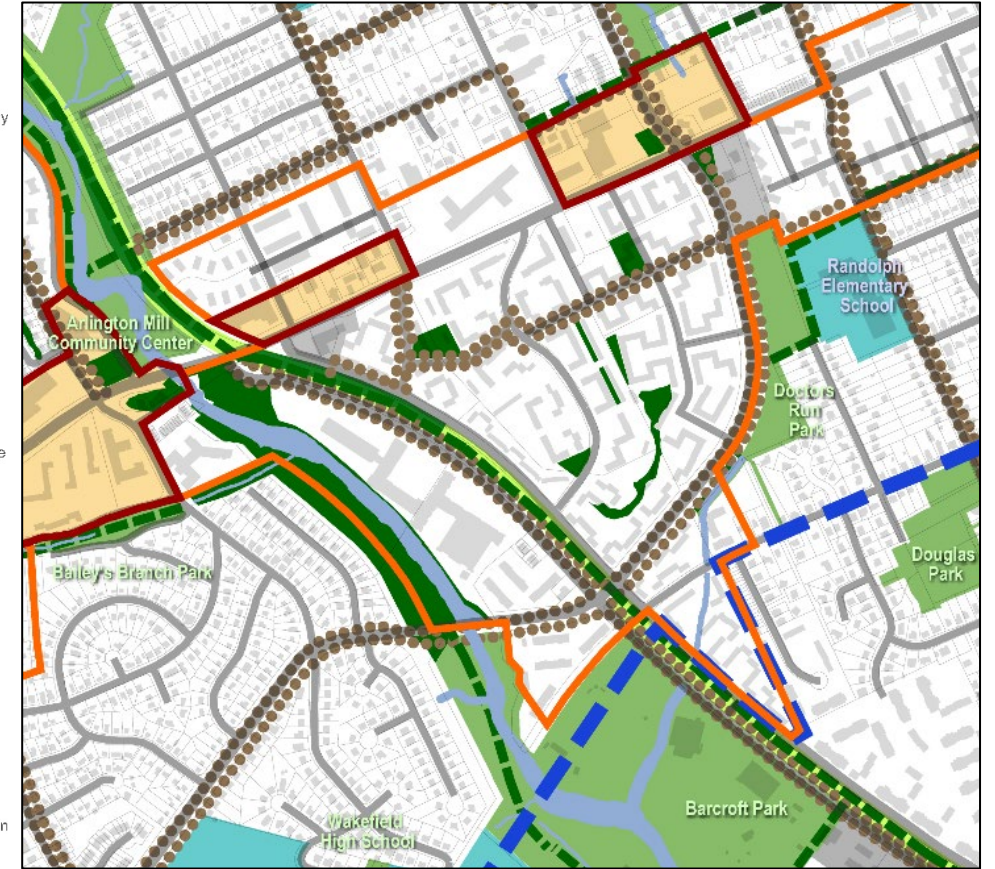 y
Arlington Mill
Community Center
Randolph
Elementary
School
Doctors
Run
Park
e
Douglas
Park
Bailey's Branch Park
Barcroft Park
Wakefield
High School
n